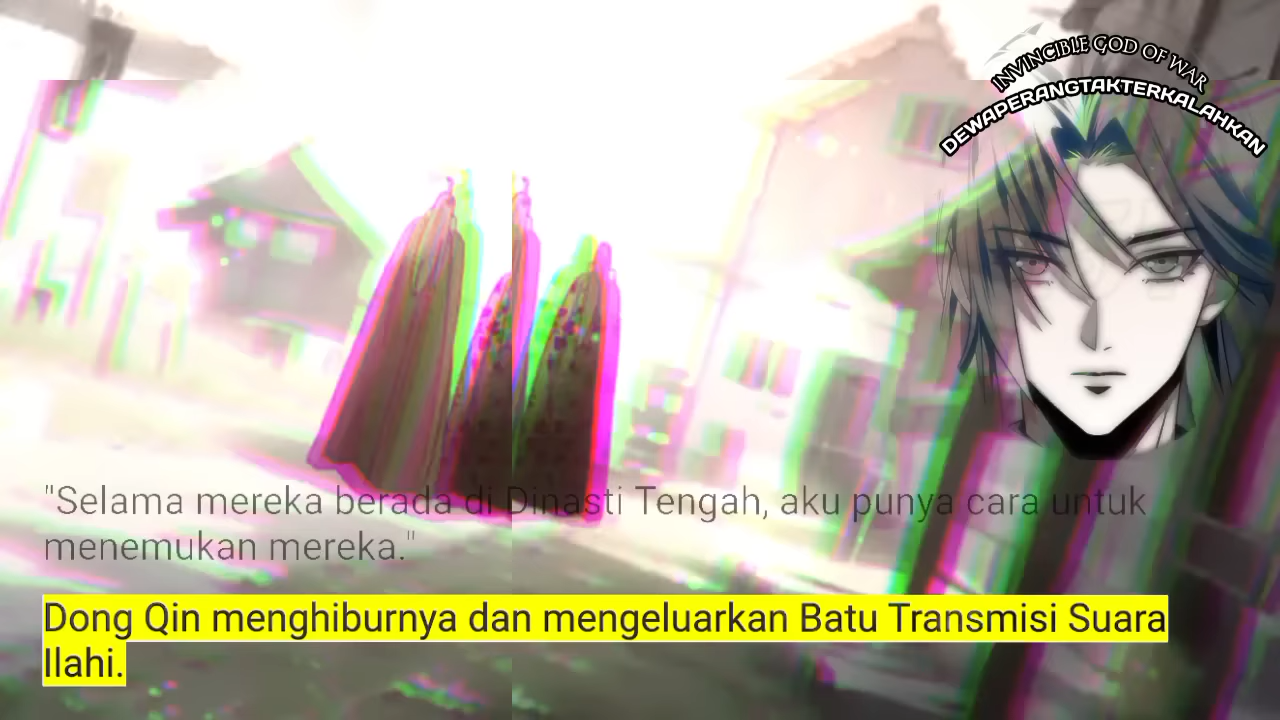 INVINCIBLE GOD OF WAR
DEWAPERANGTAKTERKALAHKAN
"Selama mereka berada di Dinasti Tengah, aku punya cara untuk
menemukan mereka."
Dong Qin menghiburnya dan mengeluarkan Batu Transmisi Suara
Ilahi.